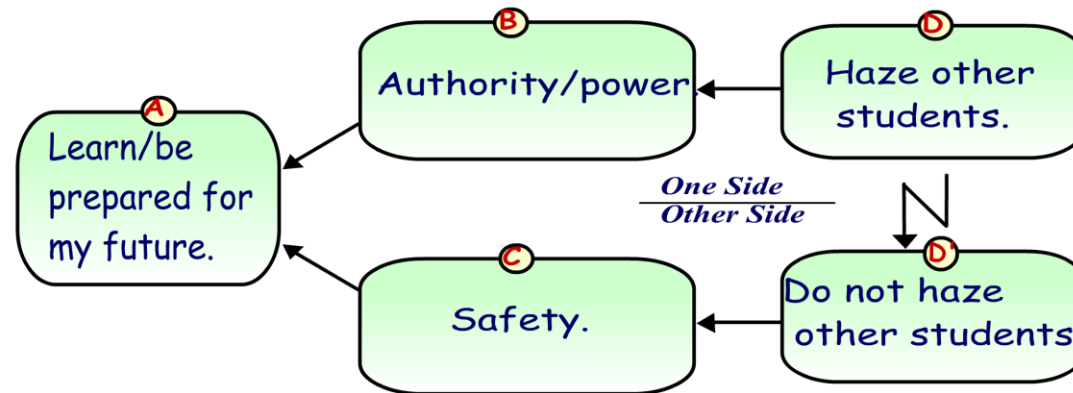 A
Learn/be
prepared for
my future.
B
Authority/power.
D
Haze other
students.
One Side
Other Side
C
Safety.
D'
Do not haze
other students